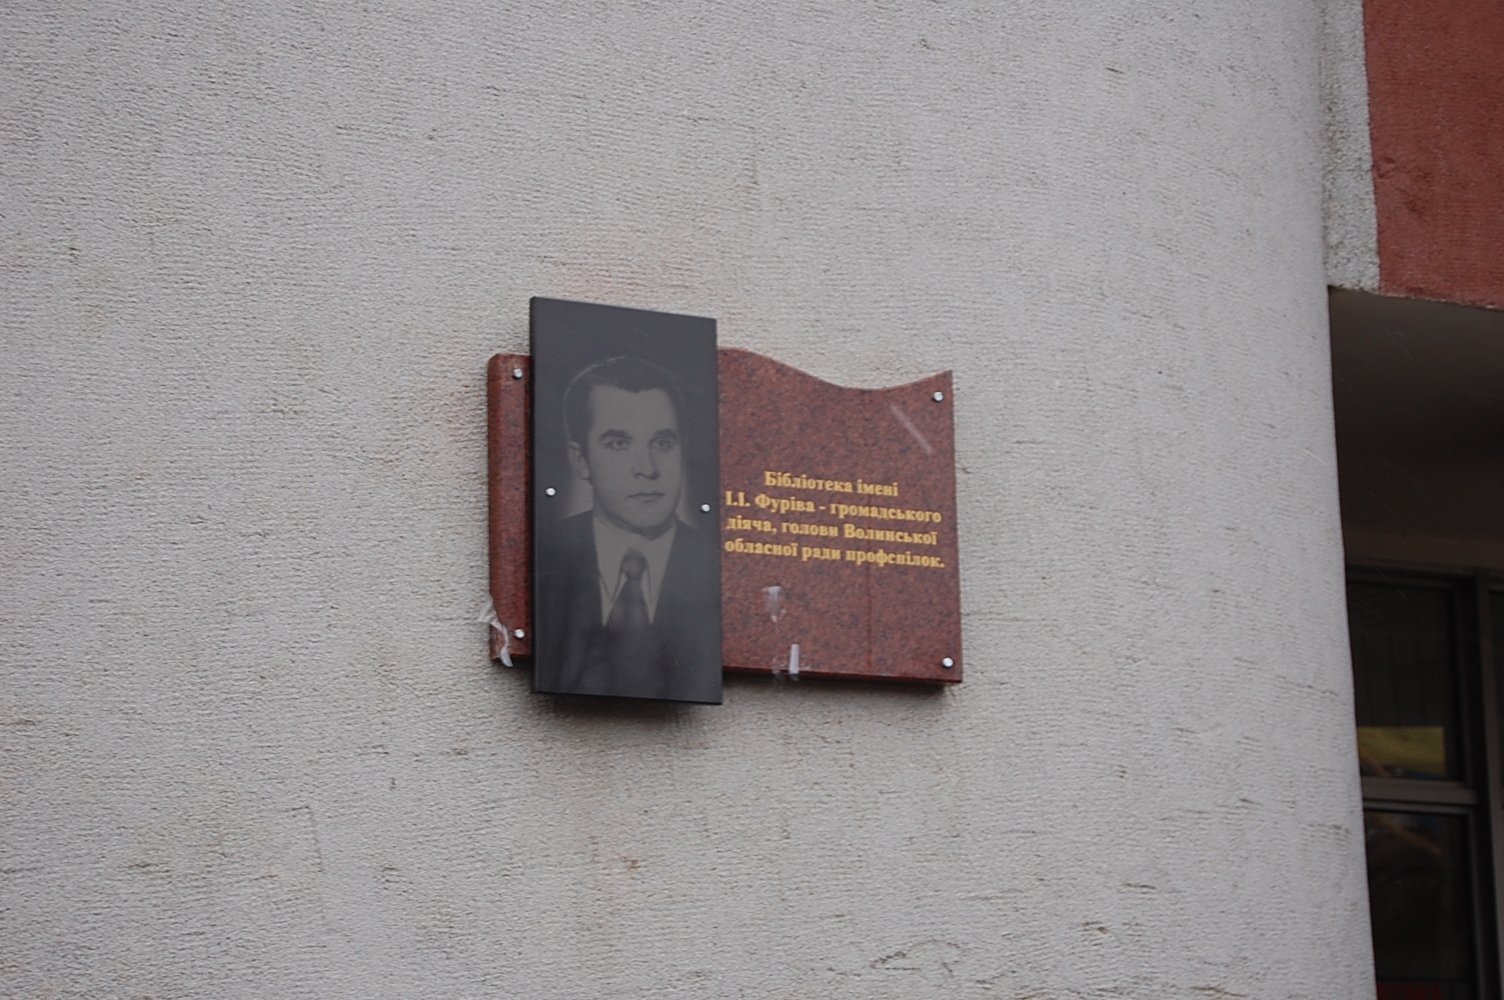 Бібліотека імені
І.І. Фуріва - громадського
діяча, голови Волинської
обласної ради профспілок.